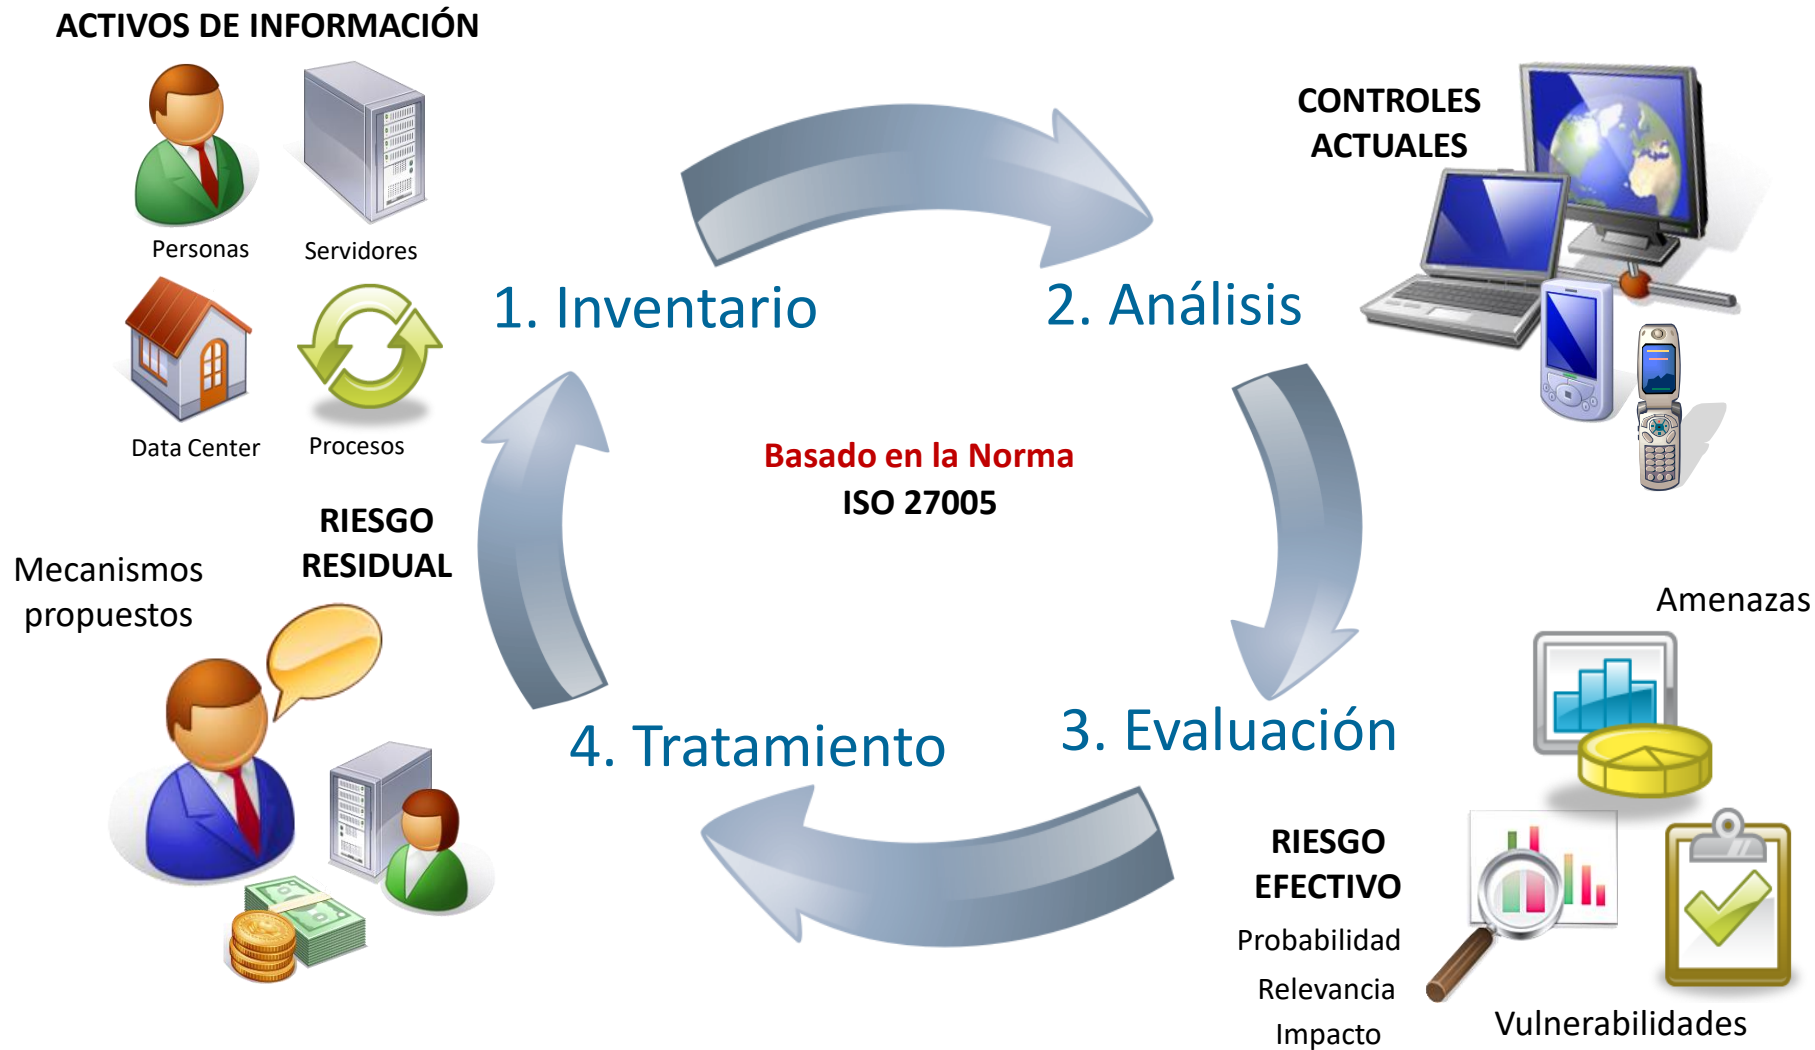 ACTIVOS DE INFORMACIÓN
Personas
Servidores
Data Center
Procesos
1. Inventario
2. Análisis
CONTROLES
ACTUALES
Basado en la Norma
ISO 27005
RIESGO
RESIDUAL
Mecanismos
propuestos
4. Tratamiento
3. Evaluación
Amenazas
RIESGO
EFECTIVO
Probabilidad
Relevancia
Impacto
Vulnerabilidades